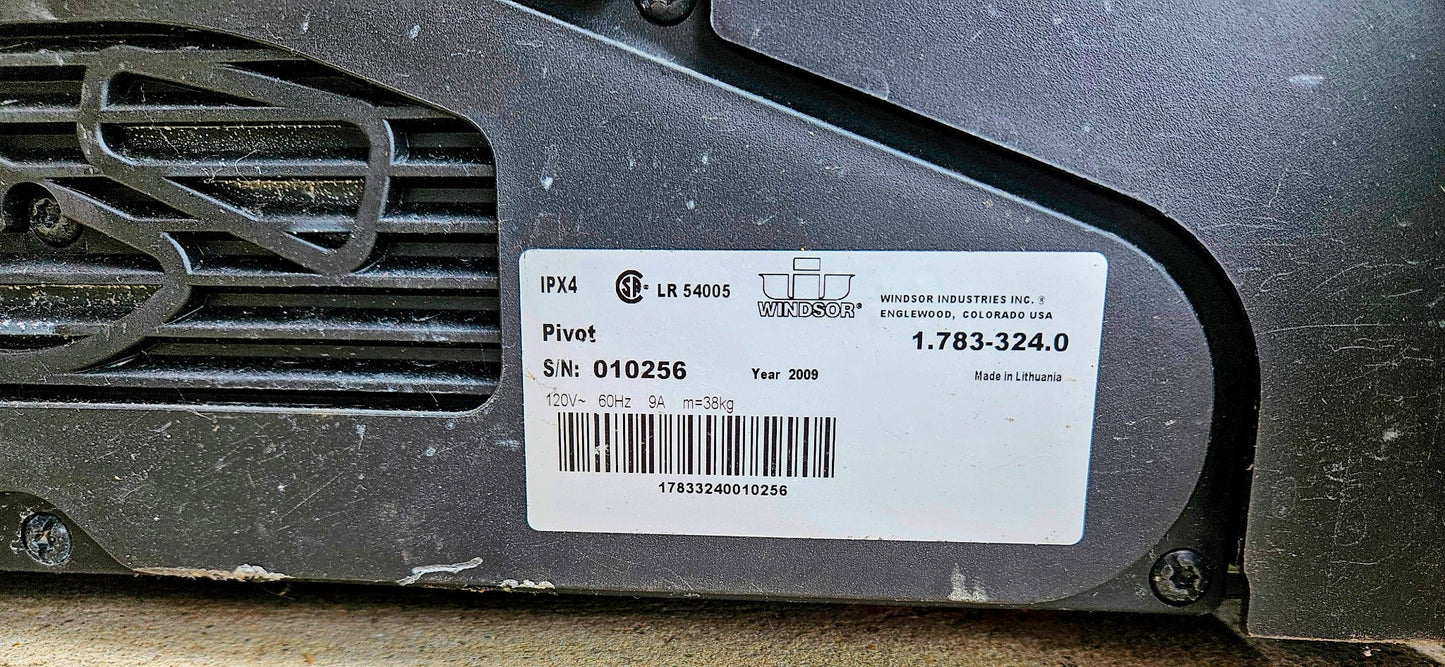 IPX4
SA® LR 54005
WINDSOR®
WINDSOR INDUSTRIES INC. ®
ENGLEWOOD, COLORADO USA
Pivot
1.783-324.0
S/N: 010256
Year 2009
Made in Lithuania
120V~ 60Hz 9A m=38kg
17833240010256